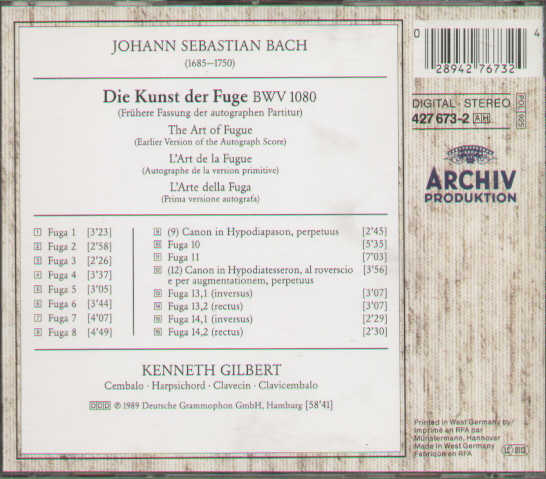 JOHANN SEBASTIAN BACH
(1685—1750)
Die Kunst der Fuge BWV 1080
(Frühere Fassung der autographen Partitur)
The Art of Fugue
(Earlier Version of the Autograph Score)
L'Art de la Fugue
(Autographe de la version primitive)
L'Arte della Fuga
(Prima versione autografa)
1 Fuga 1 [3'23]
2 Fuga 2 [2'58]
3 Fuga 3 [2'26]
4 Fuga 4 [3'37]
5 Fuga 5 [3'05]
6 Fuga 6 [3'44]
7 Fuga 7 [4'07]
8 Fuga 8 [4'49]
9 (9) Canon in Hypodiapason, perpetuus [2'45]
10 Fuga 10 [5'35]
11 Fuga 11 [7'03]
12 (12) Canon in Hypodiatesseron, al roverscio [3'56]
e per augmentationem, perpetuus
13 Fuga 13,1 (inversus) [3'07]
14 Fuga 13,2 (rectus) [3'07]
15 Fuga 14,1 (inversus) [2'29]
16 Fuga 14,2 (rectus) [2'30]
KENNETH GILBERT
Cembalo · Harpsichord · Clavecin · Clavicembalo
DDD ℗ 1989 Deutsche Grammophon GmbH, Hamburg [58'41]
0 28942 76732 4
DIGITAL · STEREO
427 673-2 AH
POL 905
ARCHIV
PRODUKTION
Printed in West Germany by/
Imprimé en RFA par
Münstermann, Hannover
Made in West Germany
Fabriqué en RFA